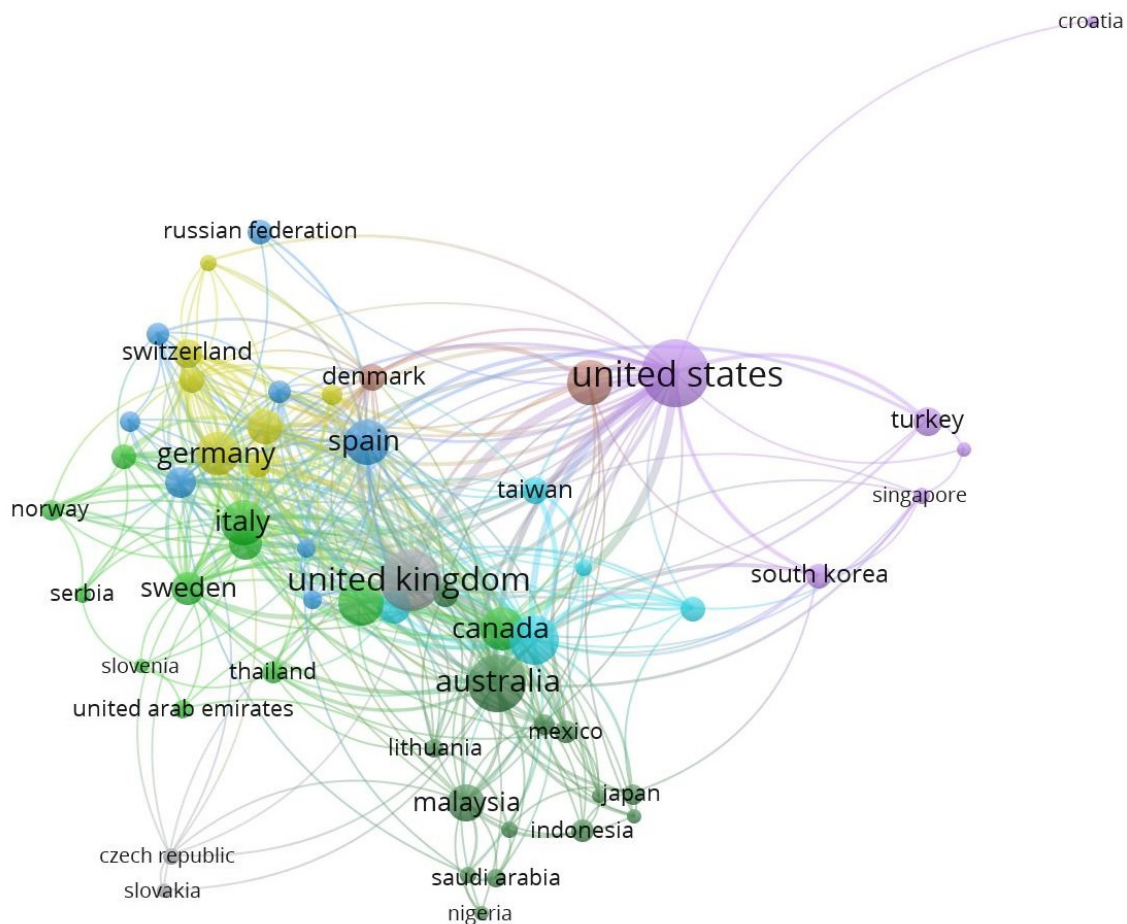 croatia
russian federation
switzerland
denmark
united states
turkey
germany
spain
taiwan
singapore
norway
italy
united kingdom
south korea
serbia
sweden
canada
slovenia
thailand
australia
united arab emirates
mexico
lithuania
malaysia
japan
indonesia
czech republic
saudi arabia
slovakia
nigeria